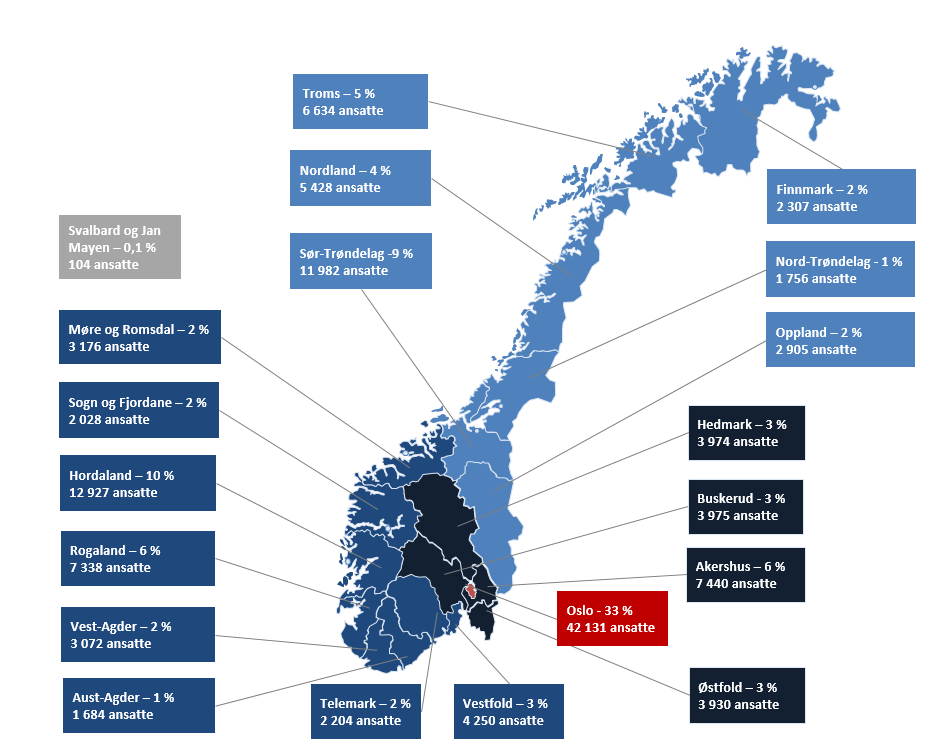 Troms – 5 %
6 634 ansatte
Nordland – 4 %
5 428 ansatte
Finnmark – 2 %
2 307 ansatte
Svalbard og Jan
Mayen – 0,1 %
104 ansatte
Sør-Trøndelag -9 %
11 982 ansatte
Nord-Trøndelag - 1 %
1 756 ansatte
Møre og Romsdal – 2 %
3 176 ansatte
Oppland – 2 %
2 905 ansatte
Sogn og Fjordane – 2 %
2 028 ansatte
Hedmark – 3 %
3 974 ansatte
Hordaland – 10 %
12 927 ansatte
Buskerud - 3 %
3 975 ansatte
Rogaland – 6 %
7 338 ansatte
Akershus – 6 %
7 440 ansatte
Oslo - 33 %
42 131 ansatte
Vest-Agder – 2 %
3 072 ansatte
Aust-Agder – 1 %
1 684 ansatte
Telemark – 2 %
2 204 ansatte
Vestfold – 3 %
4 250 ansatte
Østfold – 3 %
3 930 ansatte